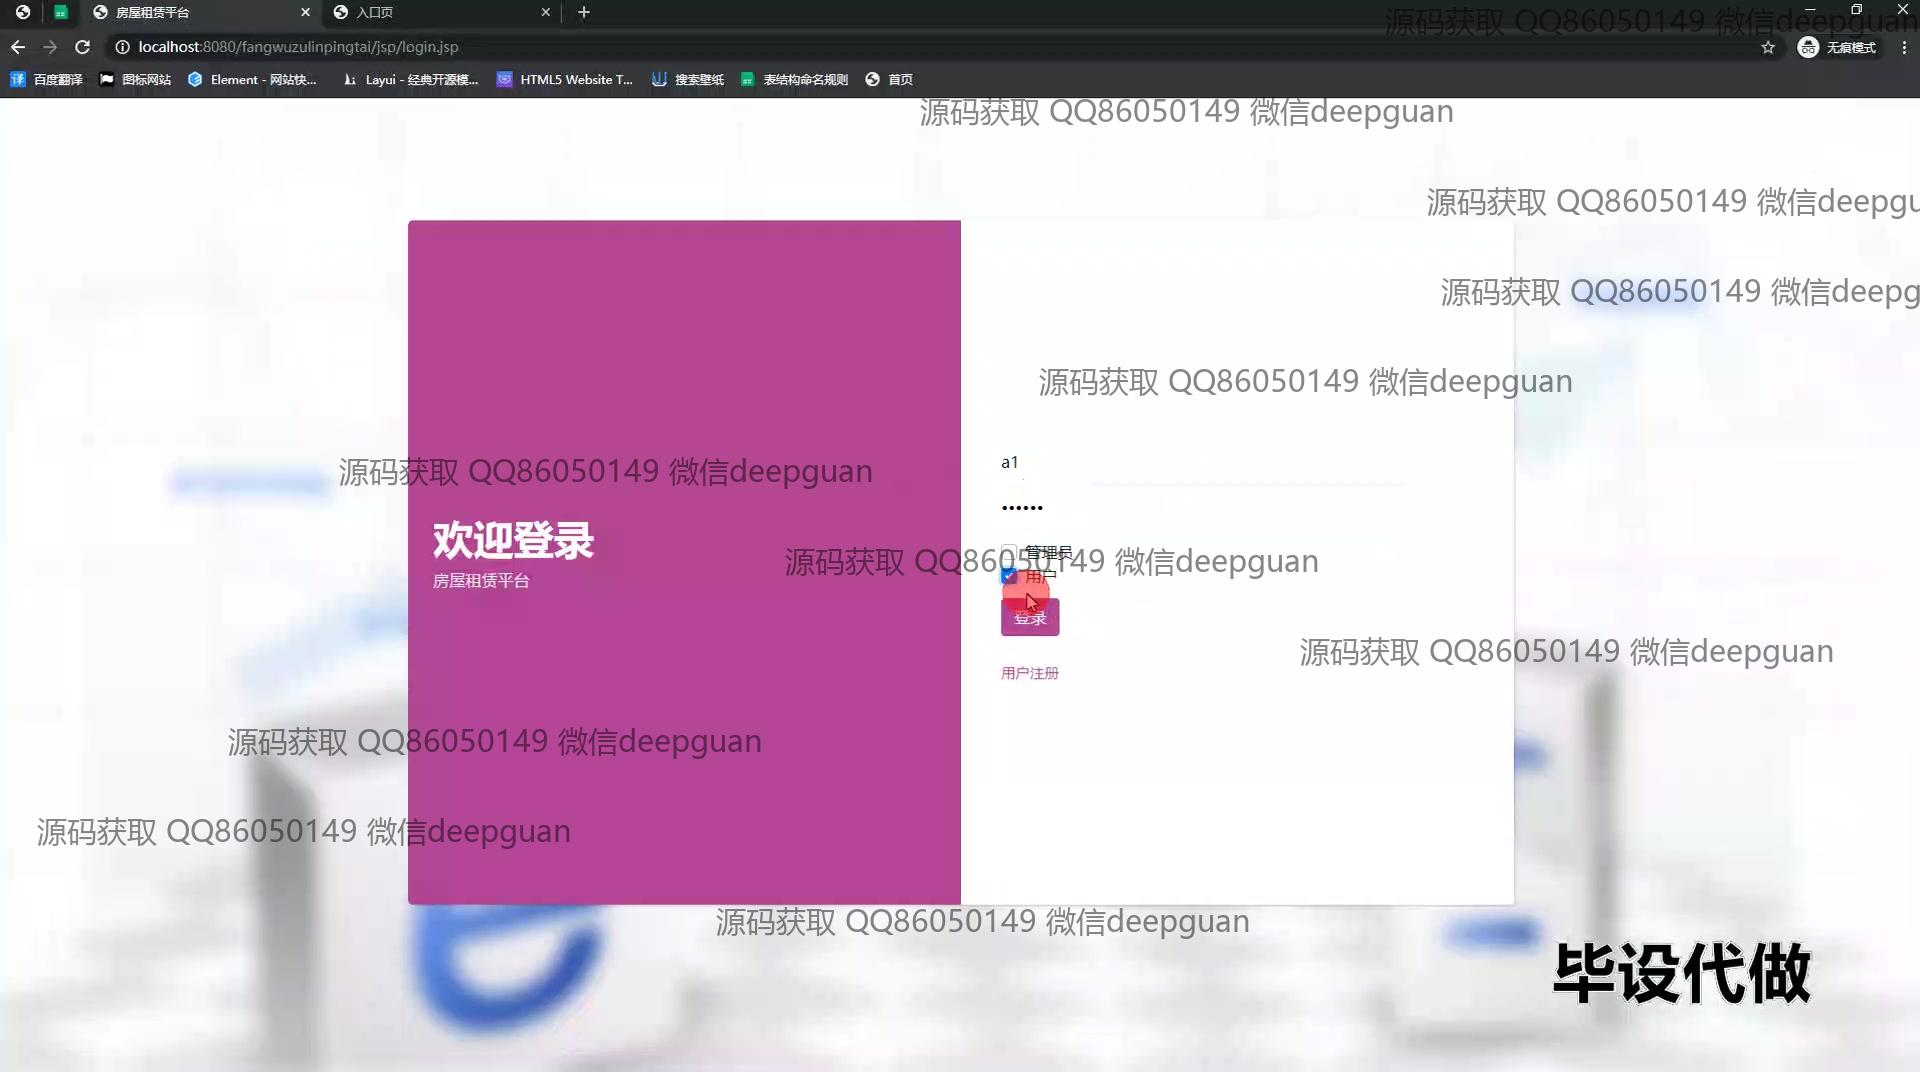 房屋租赁平台
入口页
源码获取 QQ86050149 微信deepguan
localhost:8080/fangwuzulinpingtai/jsp/login.jsp
无痕模式
百度翻译
图标网站
Element - 网站快...
Layui - 经典开源模...
HTML5 Website T...
搜索壁纸
表结构命名规则
首页
源码获取 QQ86050149 微信deepguan
源码获取 QQ86050149 微信deepgu
源码获取 QQ86050149 微信deepg
源码获取 QQ86050149 微信deepguan
a1
源码获取 QQ86050149 微信deepguan
••••••
欢迎登录
管理员
源码获取 QQ86050149 微信deepguan
用户
房屋租赁平台
登录
源码获取 QQ86050149 微信deepguan
用户注册
源码获取 QQ86050149 微信deepguan
源码获取 QQ86050149 微信deepguan
源码获取 QQ86050149 微信deepguan
毕设代做